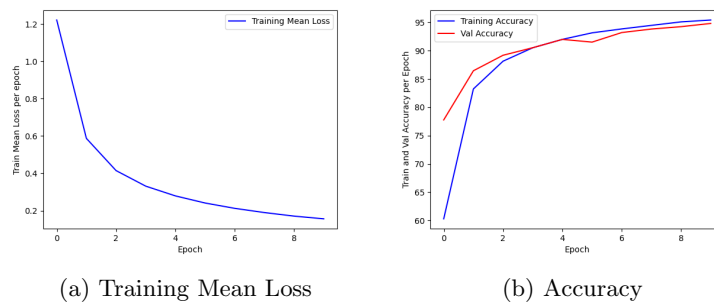 Training Mean Loss
Train Mean Loss per epoch
1.2
1.0
0.8
0.6
0.4
0.2
0
2
4
6
8
Epoch
(a) Training Mean Loss
Training Accuracy
Val Accuracy
Train and Val Accuracy per Epoch
95
90
85
80
75
70
65
60
0
2
4
6
8
Epoch
(b) Accuracy